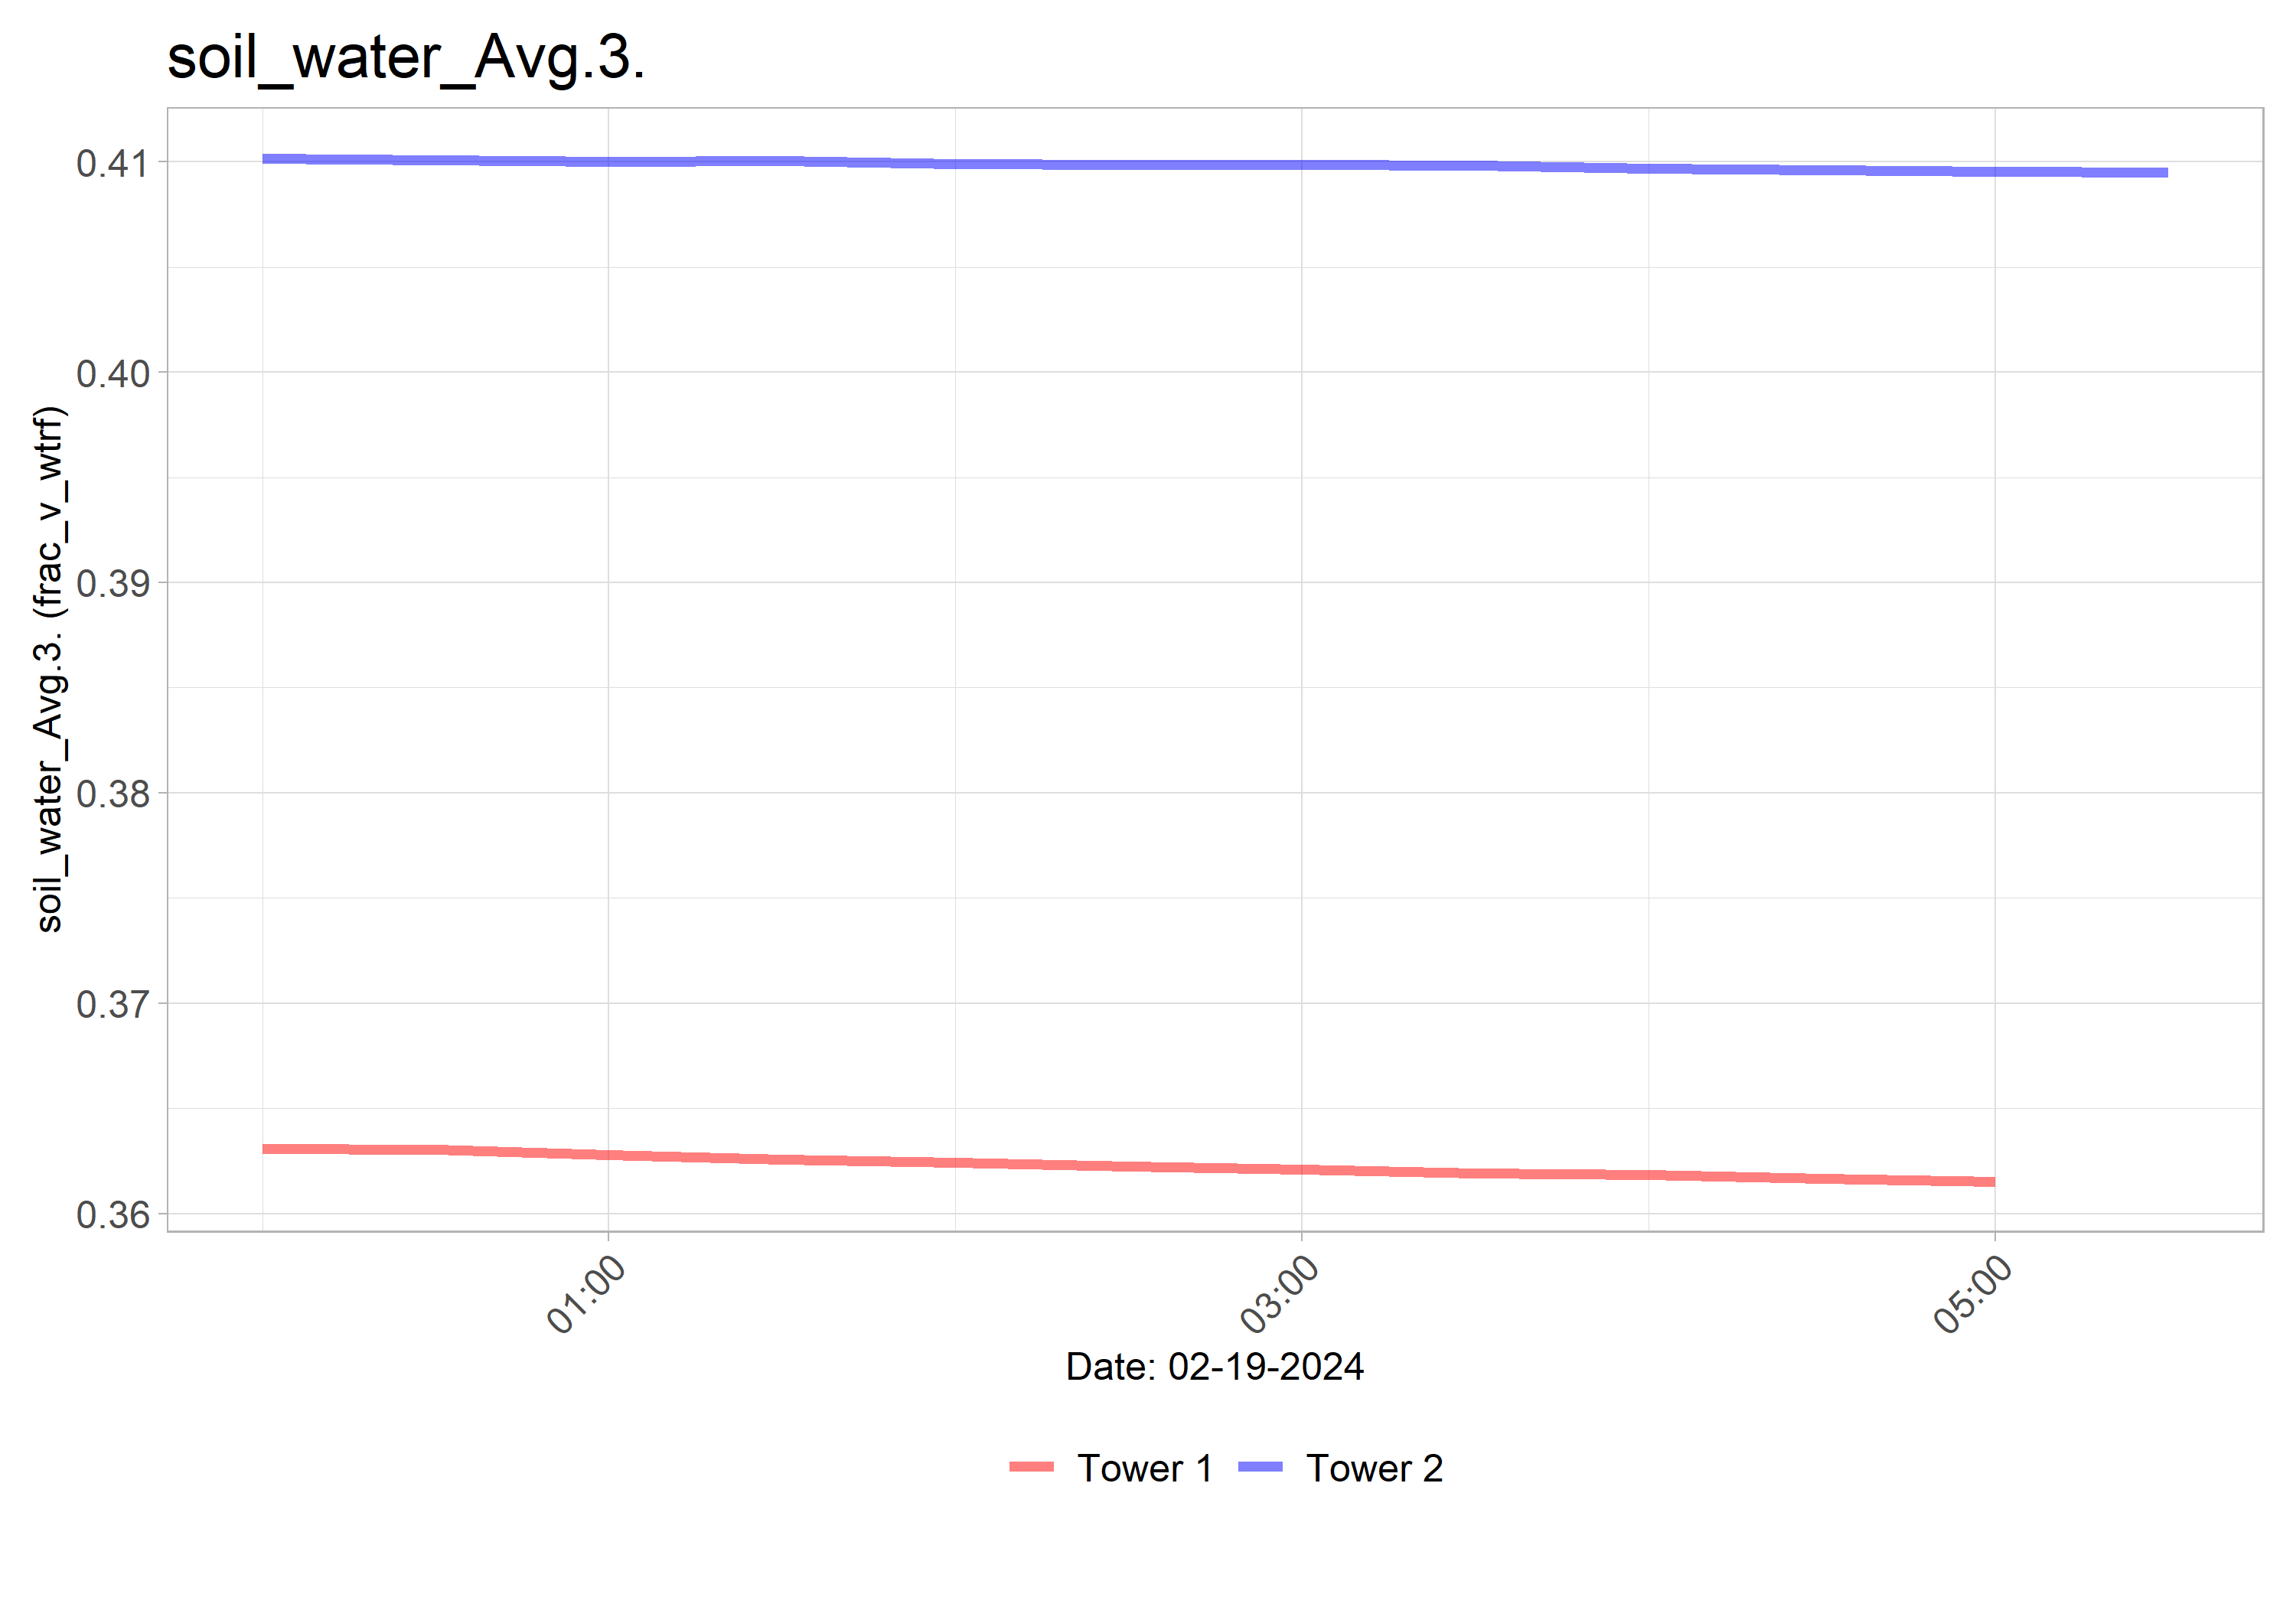 soil_water_Avg.3.
soil_water_Avg.3. (frac_v_wtrf)
0.41
0.40
0.39
0.38
0.37
0.36
01:00
03:00
05:00
Date: 02-19-2024
Tower 1
Tower 2